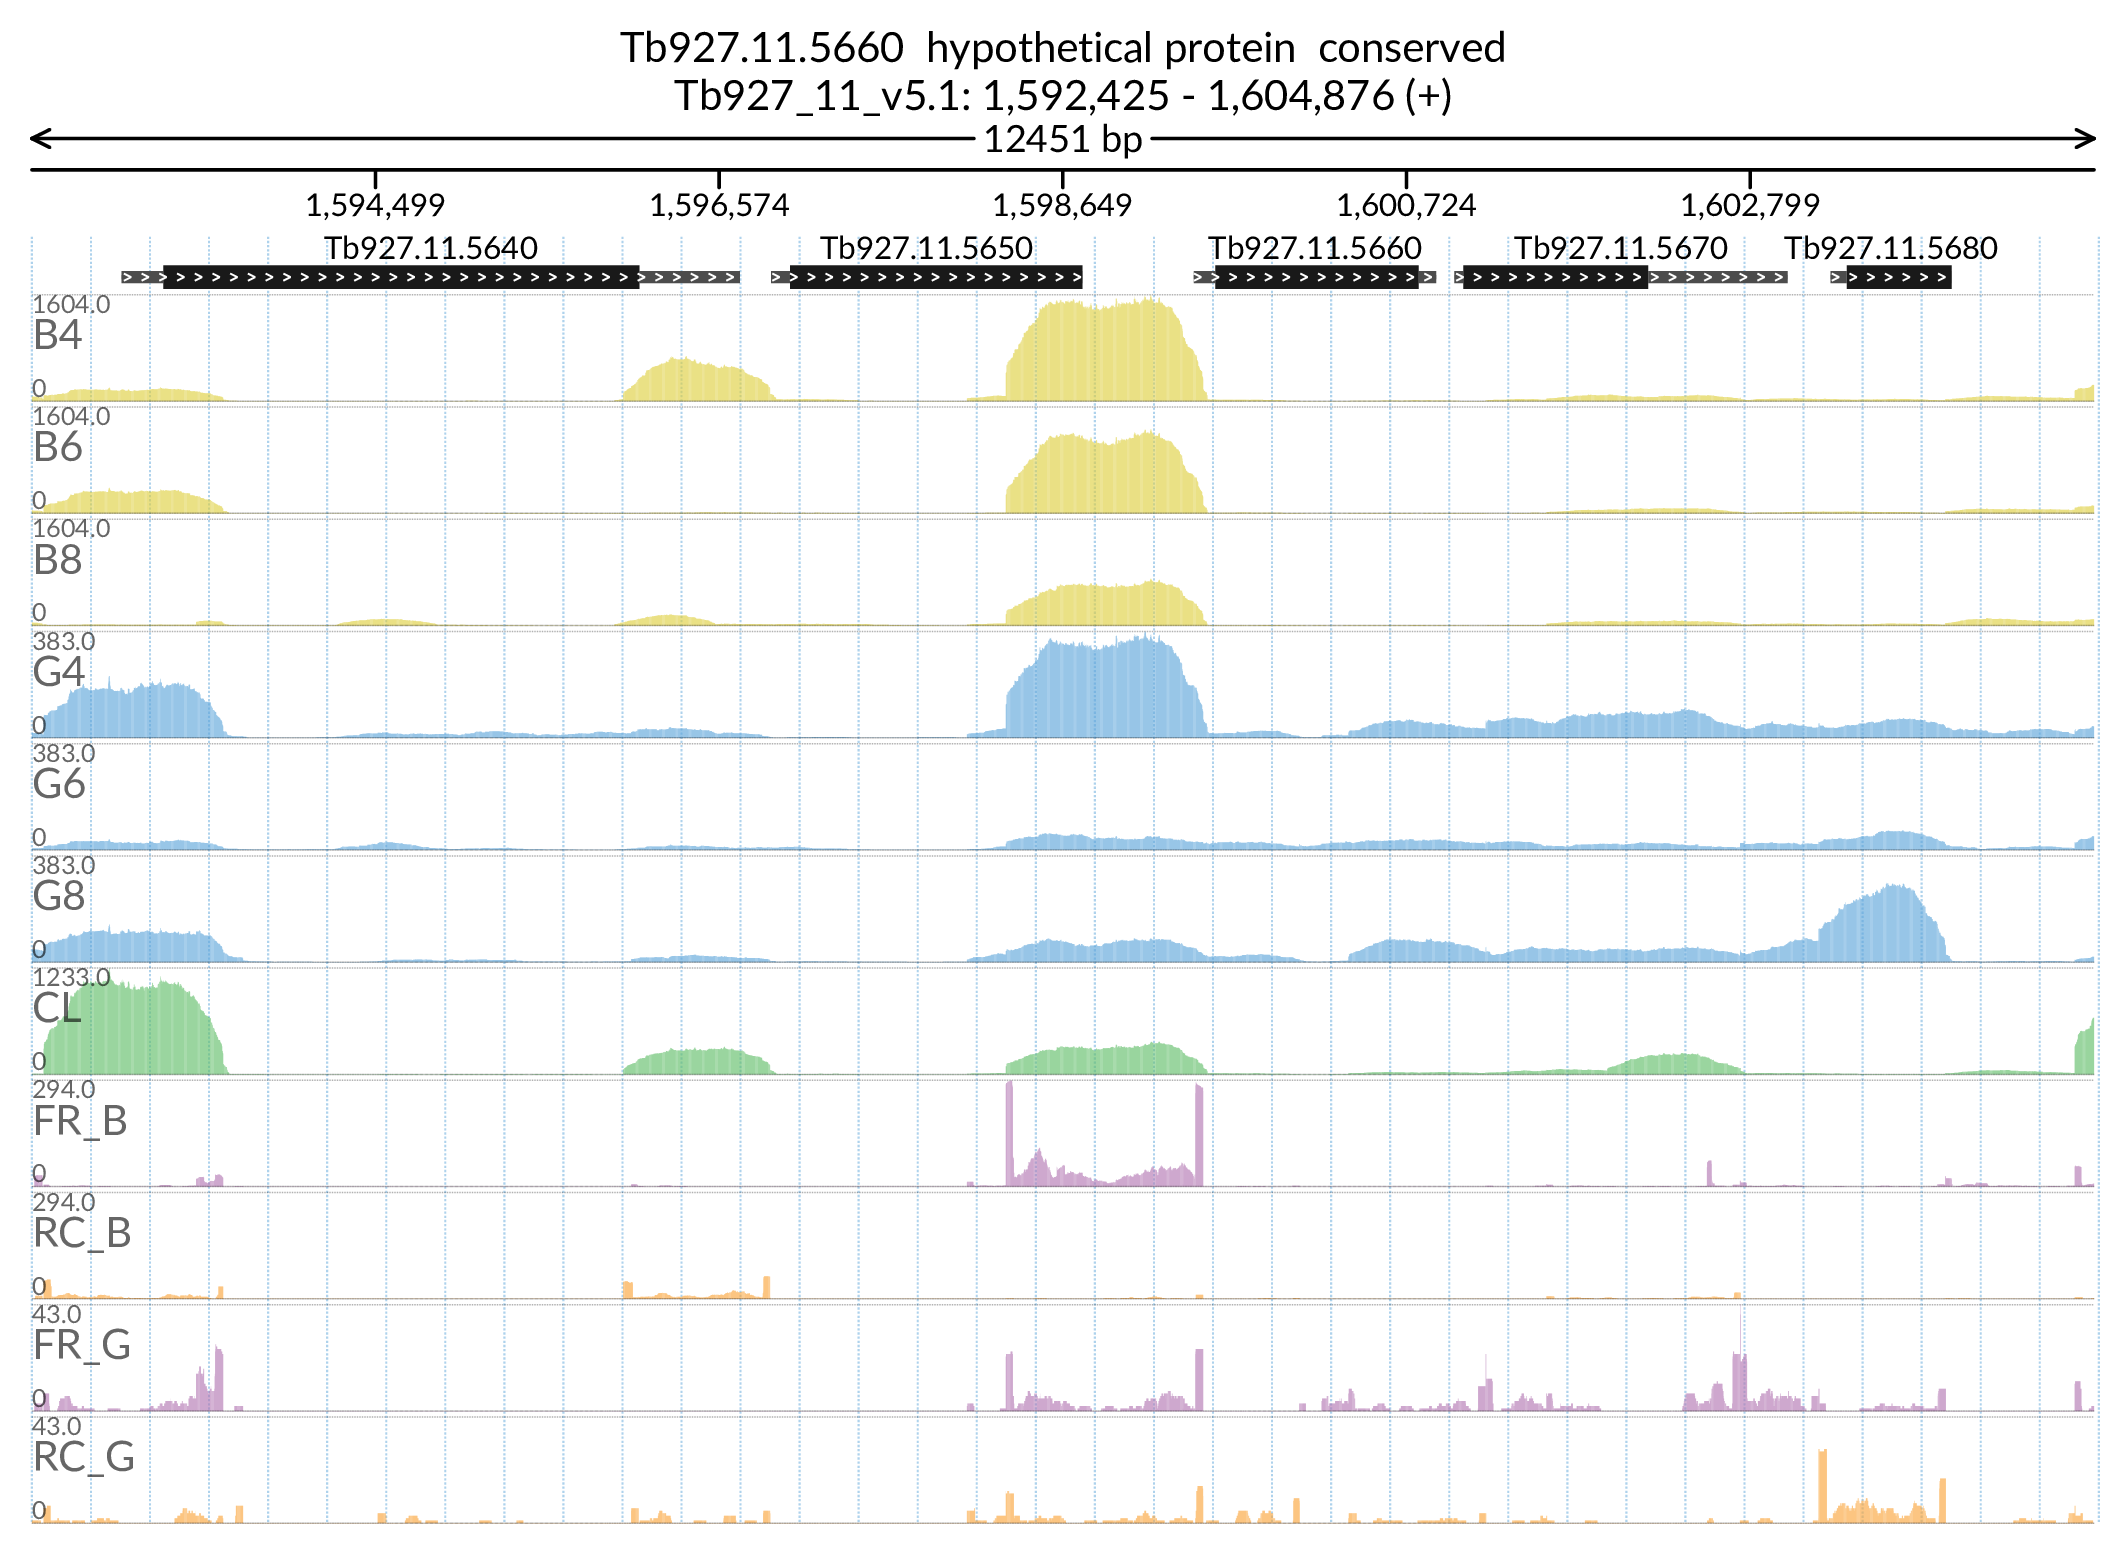 Tb927.11.5660  hypothetical protein  conserved
Tb927_11_v5.1: 1,592,425 - 1,604,876 (+)
12451 bp
1,594,499 1,596,574 1,598,649 1,600,724 1,602,799
Tb927.11.5640 Tb927.11.5650 Tb927.11.5660 Tb927.11.5670 Tb927.11.5680
1604.0
B4
0
1604.0
B6
0
1604.0
B8
0
383.0
G4
0
383.0
G6
0
383.0
G8
0
1233.0
CL
0
294.0
FR_B
0
294.0
RC_B
0
43.0
FR_G
0
43.0
RC_G
0